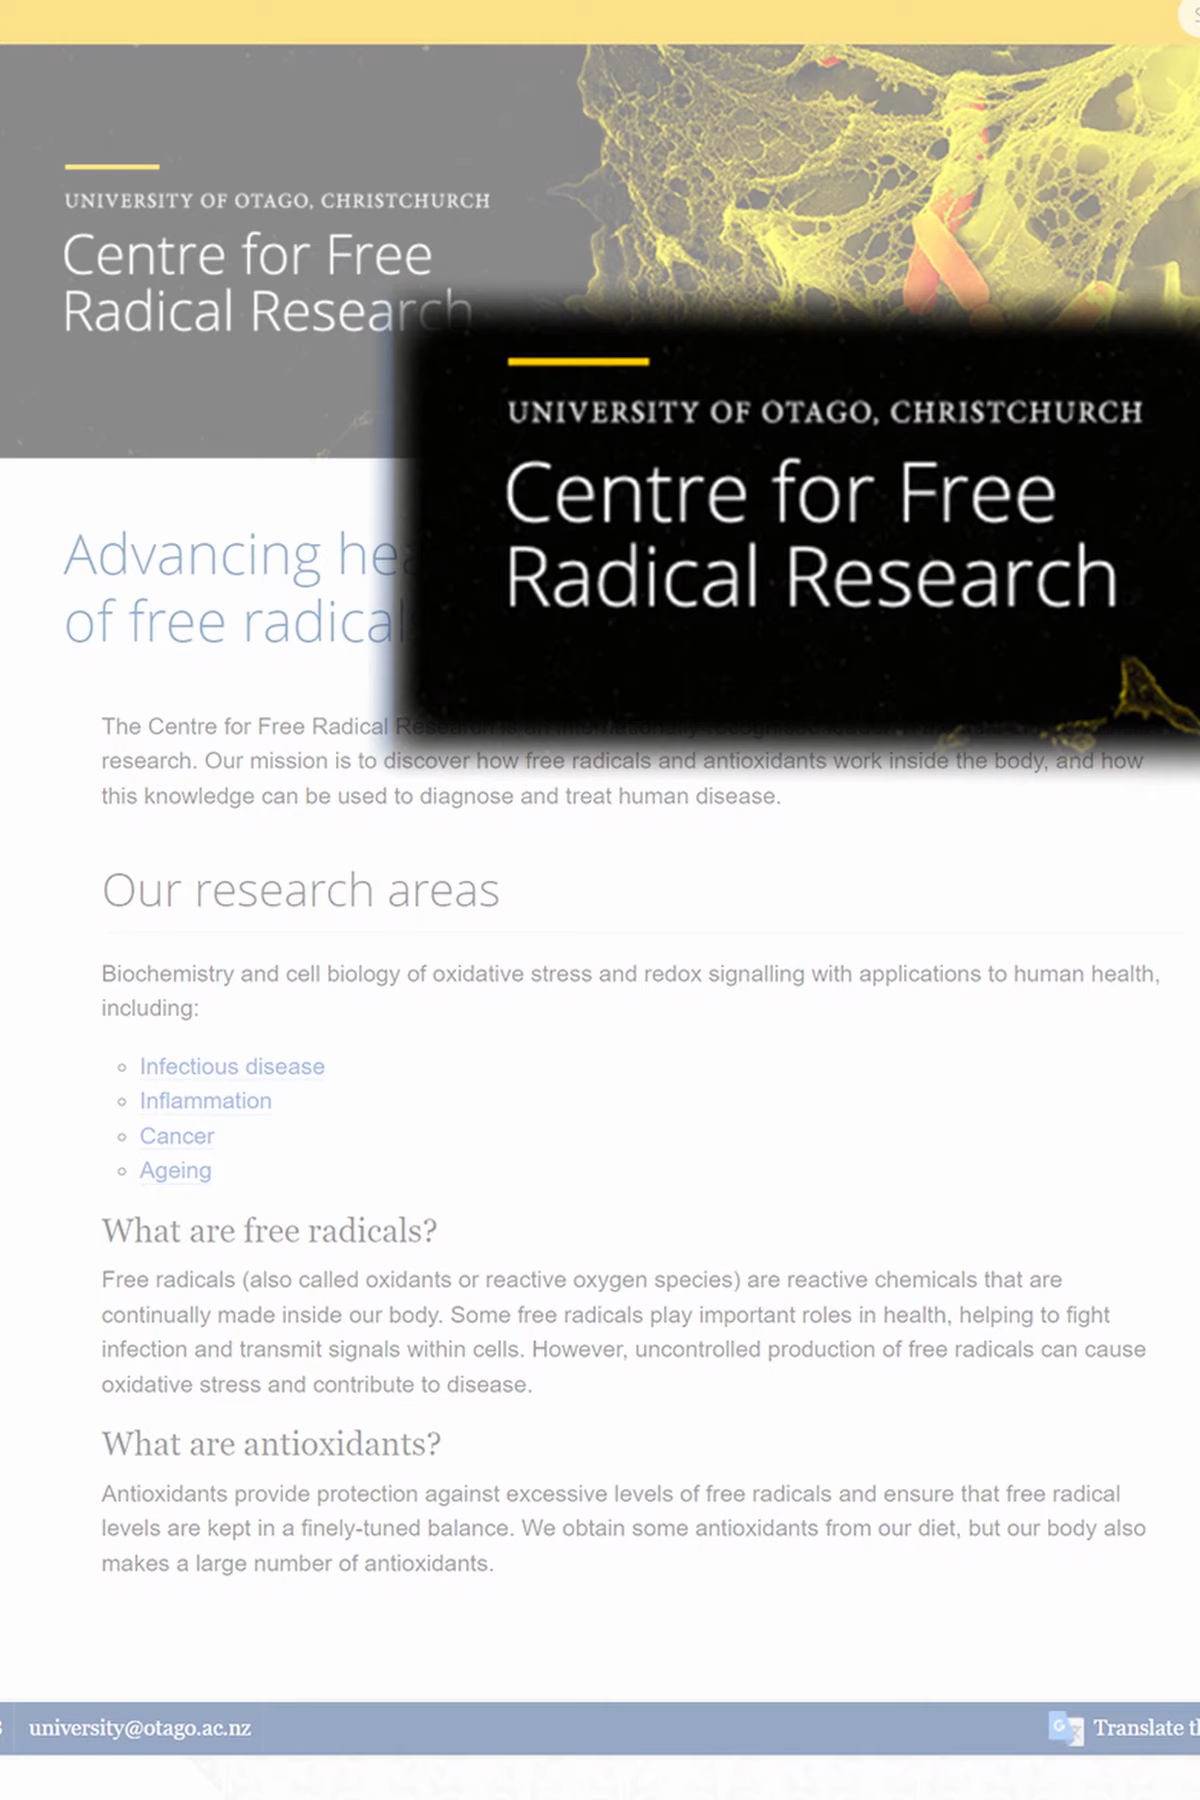 UNIVERSITY OF OTAGO, CHRISTCHURCH
Centre for Free
Radical Research
UNIVERSITY OF OTAGO, CHRISTCHURCH
Centre for Free
Radical Research
Advancing
of free radical
The Centre for Free Radical Research is an internationally
research. Our mission is to discover how free radicals and antioxidants work inside the body, and how
this knowledge can be used to diagnose and treat human disease.
Our research areas
Biochemistry and cell biology of oxidative stress and redox signalling with applications to human health,
including:
Infectious disease
Inflammation
Cancer
Ageing
What are free radicals?
Free radicals (also called oxidants or reactive oxygen species) are reactive chemicals that are
continually made inside our body. Some free radicals play important roles in health, helping to fight
infection and transmit signals within cells. However, uncontrolled production of free radicals can cause
oxidative stress and contribute to disease.
What are antioxidants?
Antioxidants provide protection against excessive levels of free radicals and ensure that free radical
levels are kept in a finely-tuned balance. We obtain some antioxidants from our diet, but our body also
makes a large number of antioxidants.
university@otago.ac.nz
Translate